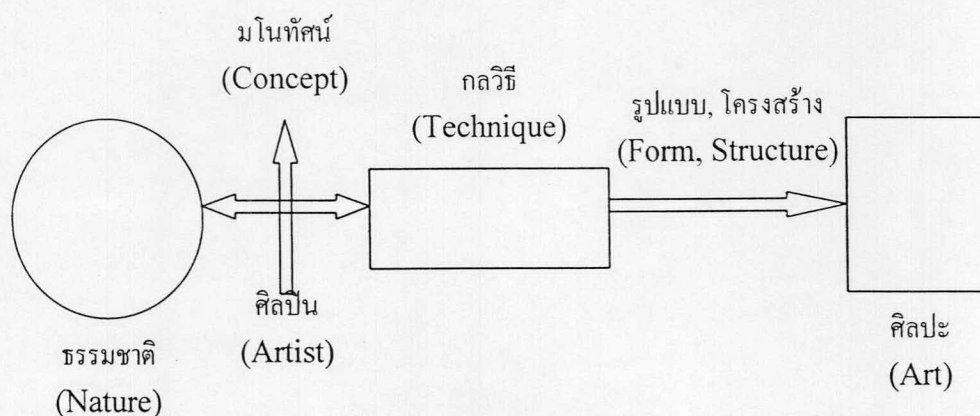 มโนทัศน์
(Concept)
กลวิธี
(Technique)
รูปแบบ, โครงสร้าง
(Form, Structure)
ศิลปิน
(Artist)
ธรรมชาติ
(Nature)
ศิลปะ
(Art)